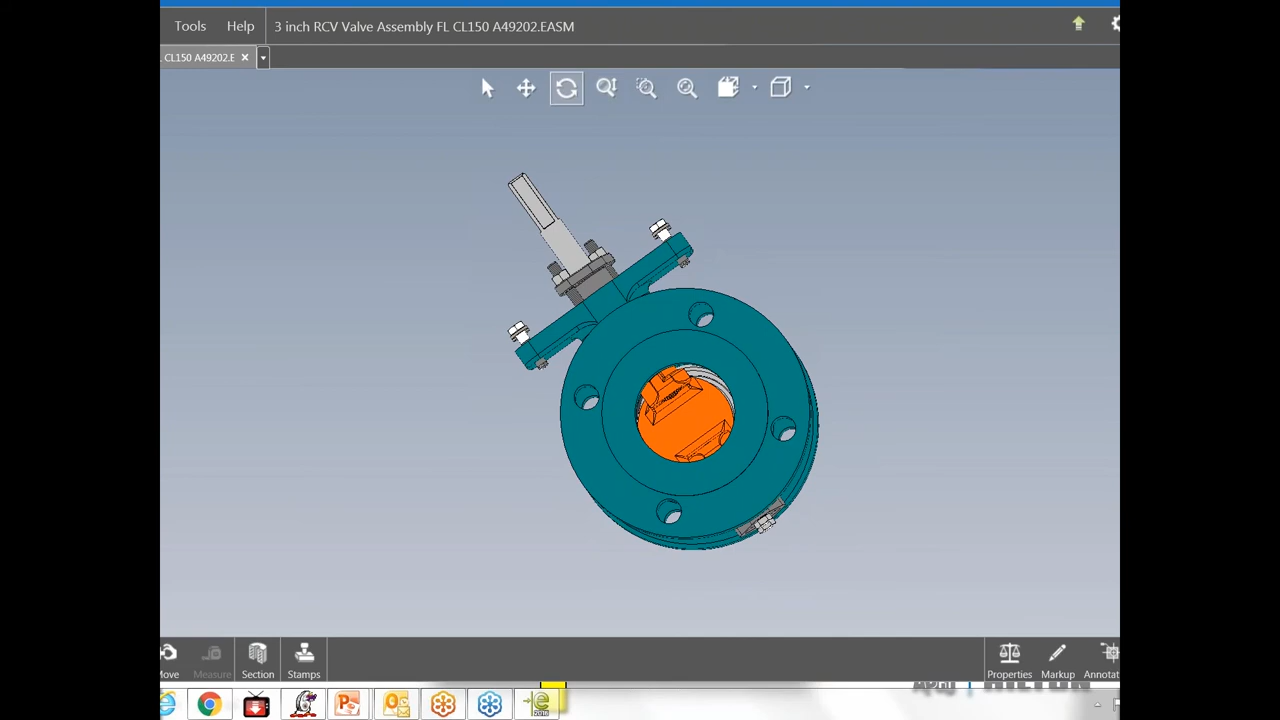 Tools Help 3 inch RCV Valve Assembly FL CL150 A49202.EASM
CL150 A49202.E
Move Measure Section Stamps Properties Markup Annotat
2016